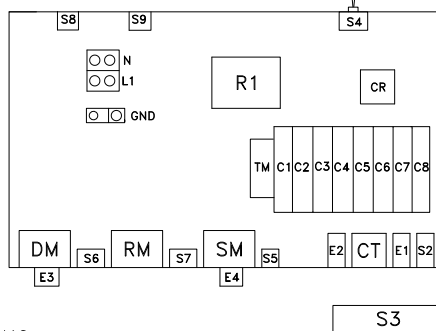 S8 S9 S4
N
L1
R1
CR
GND
TM C1 C2 C3 C4 C5 C6 C7 C8
DM S6 RM S7 SM S5 E2 CT E1 S2
E3 E4
S3